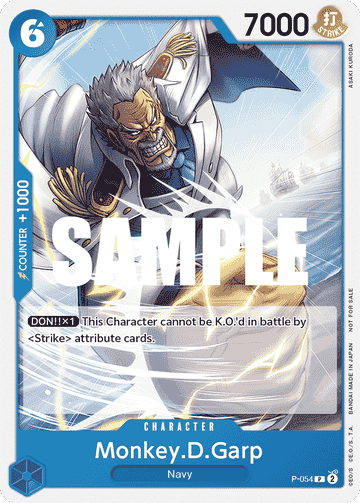 6
7000
打
STRIKE
ASAKI KURODA
COUNTER +1000
SAMPLE
DON!!×1 This Character cannot be K.O.'d in battle by
<Strike> attribute cards.
NOT FOR SALE
BANDAI MADE IN JAPAN
©E.O./S., T.A.
©E.O./S
CHARACTER
Monkey.D.Garp
Navy
P-054 P 2